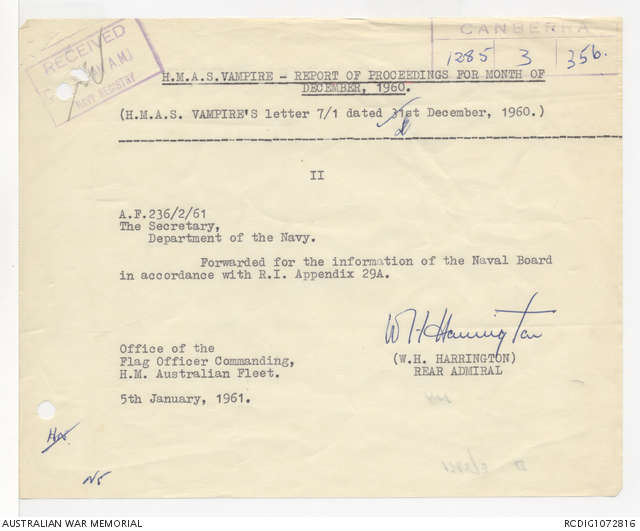 RECEIVED
A.M.
NAVY REGISTRY
CANBERRA
1285 3 356.
H.M.A.S. VAMPIRE - REPORT OF PROCEEDINGS FOR MONTH OF
DECEMBER, 1960.
(H.M.A.S. VAMPIRE'S letter 7/1 dated 31st December, 1960.)
II
A.F.236/2/61
The Secretary,
Department of the Navy.
Forwarded for the information of the Naval Board
in accordance with R.I. Appendix 29A.
W H Harrington
(W.H. HARRINGTON)
REAR ADMIRAL
Office of the
Flag Officer Commanding,
H.M. Australian Fleet.
5th January, 1961.
AUSTRALIAN WAR MEMORIAL
RCDIG1072816